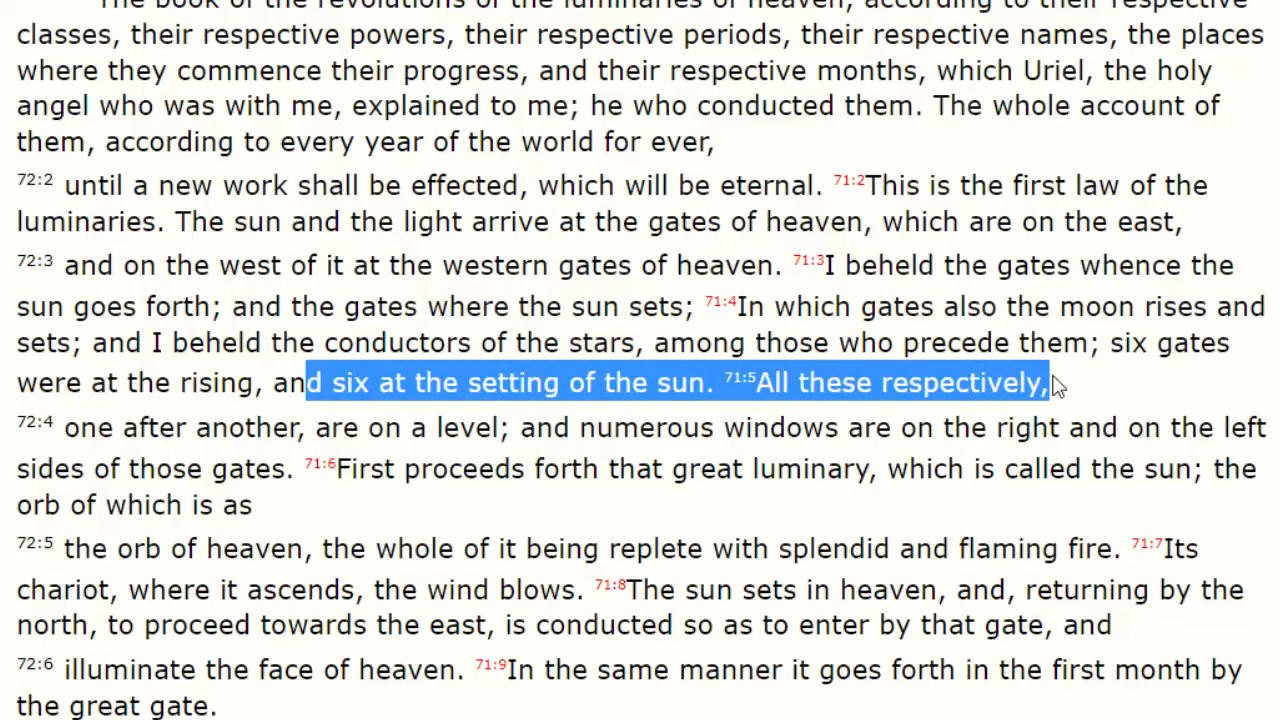 The book of the revolutions of the luminaries of heaven, according to their respective
classes, their respective powers, their respective periods, their respective names, the places
where they commence their progress, and their respective months, which Uriel, the holy
angel who was with me, explained to me; he who conducted them. The whole account of
them, according to every year of the world for ever,
72:2 until a new work shall be effected, which will be eternal. 71:2This is the first law of the
luminaries. The sun and the light arrive at the gates of heaven, which are on the east,
72:3 and on the west of it at the western gates of heaven. 71:3I beheld the gates whence the
sun goes forth; and the gates where the sun sets; 71:4In which gates also the moon rises and
sets; and I beheld the conductors of the stars, among those who precede them; six gates
were at the rising, and six at the setting of the sun. 71:5All these respectively,
72:4 one after another, are on a level; and numerous windows are on the right and on the left
sides of those gates. 71:6First proceeds forth that great luminary, which is called the sun; the
orb of which is as
72:5 the orb of heaven, the whole of it being replete with splendid and flaming fire. 71:7Its
chariot, where it ascends, the wind blows. 71:8The sun sets in heaven, and, returning by the
north, to proceed towards the east, is conducted so as to enter by that gate, and
72:6 illuminate the face of heaven. 71:9In the same manner it goes forth in the first month by
the great gate.